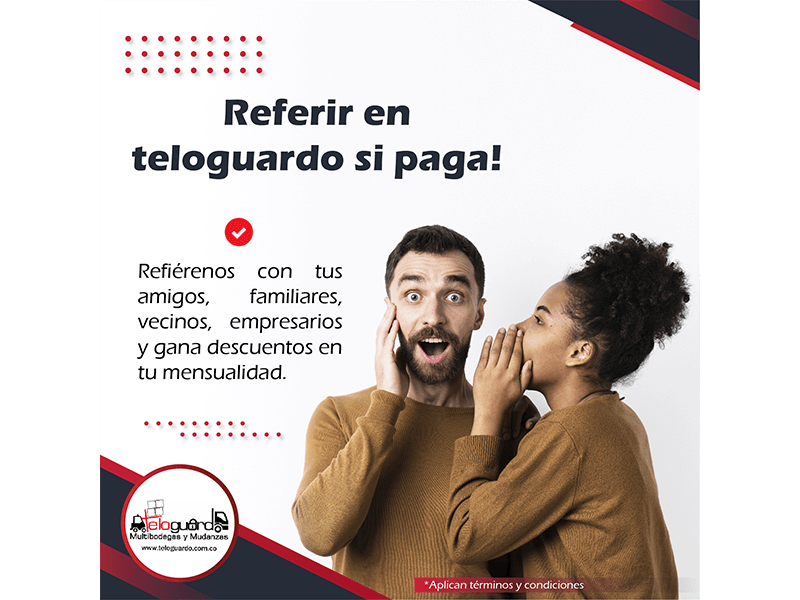 Referir en
teloguardo si paga!
Refiérenos con tus
amigos, familiares,
vecinos, empresarios
y gana descuentos en
tu mensualidad.
teloguardo
Multibodegas y Mudanzas
www.teloguardo.com.co
*Aplican términos y condiciones